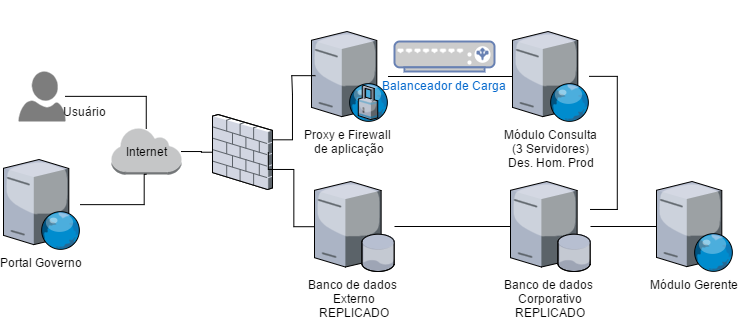 Usuário
Internet
Portal Governo
Proxy e Firewall
de aplicação
Balanceador de Carga
Módulo Consulta
(3 Servidores)
Des. Hom. Prod
Banco de dados
Externo
REPLICADO
Banco de dados
Corporativo
REPLICADO
Módulo Gerente